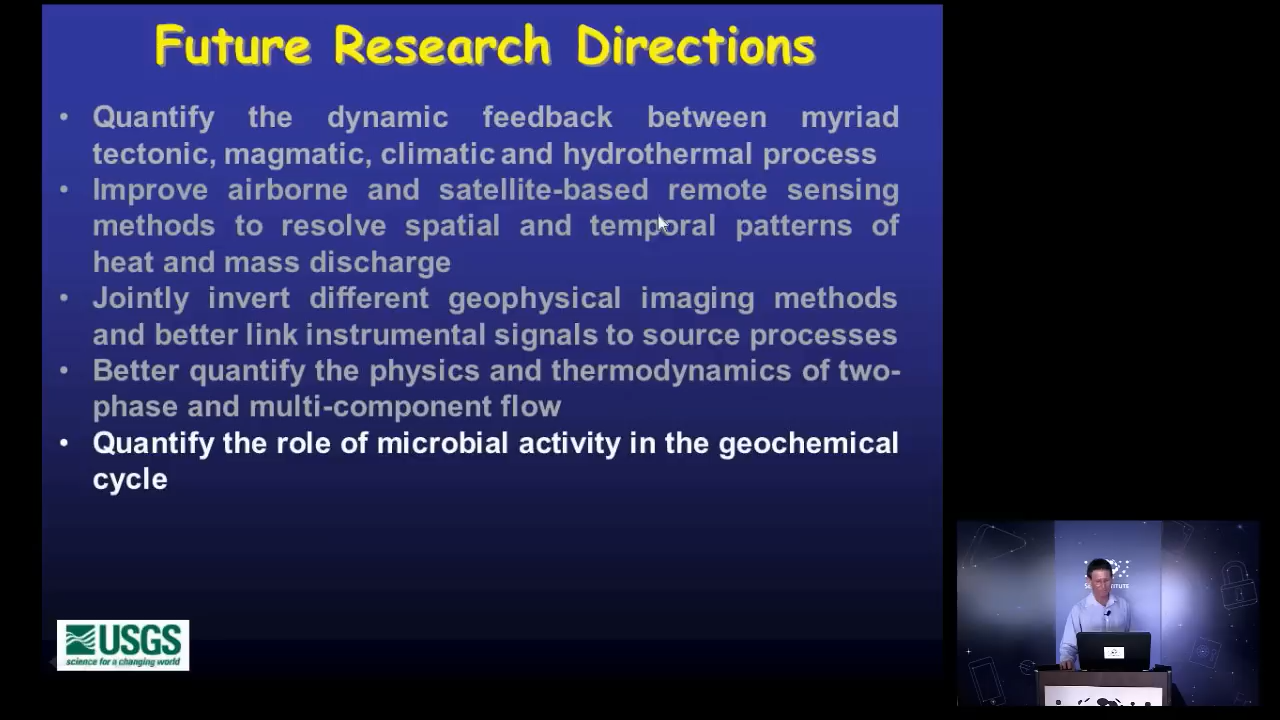 Future Research Directions
• Quantify the dynamic feedback between myriad
tectonic, magmatic, climatic and hydrothermal process
• Improve airborne and satellite-based remote sensing
methods to resolve spatial and temporal patterns of
heat and mass discharge
• Jointly invert different geophysical imaging methods
and better link instrumental signals to source processes
• Better quantify the physics and thermodynamics of two-
phase and multi-component flow
• Quantify the role of microbial activity in the geochemical
cycle
USGS
science for a changing world